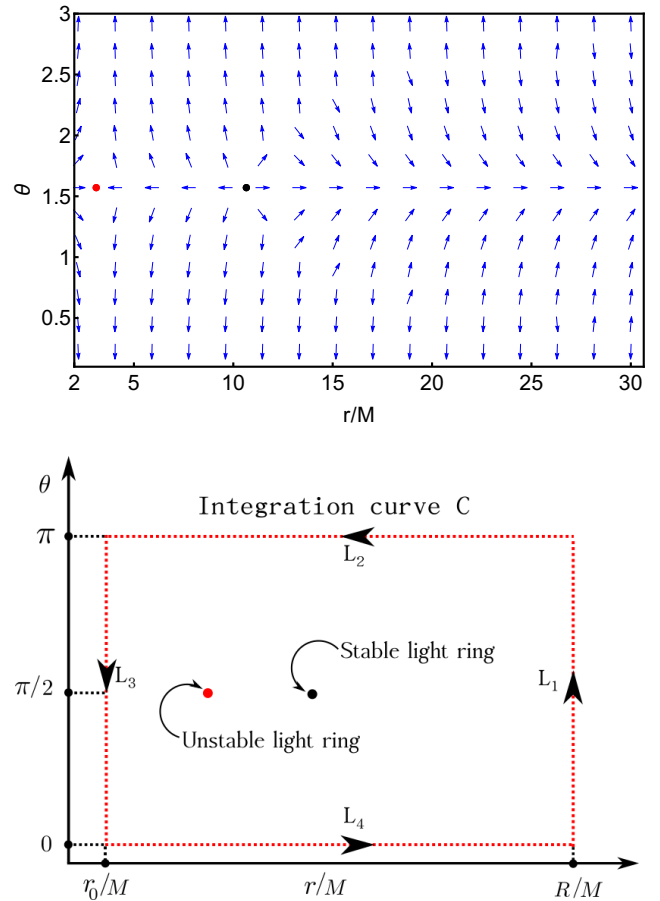 3
2.5
2
1.5
1
0.5
θ
2
5
10
15
20
25
30
r/M
θ
Integration curve C
π
L₂
Stable light ring
π/2
L₃
L₁
Unstable light ring
L₄
0
r₀/M
r/M
R/M